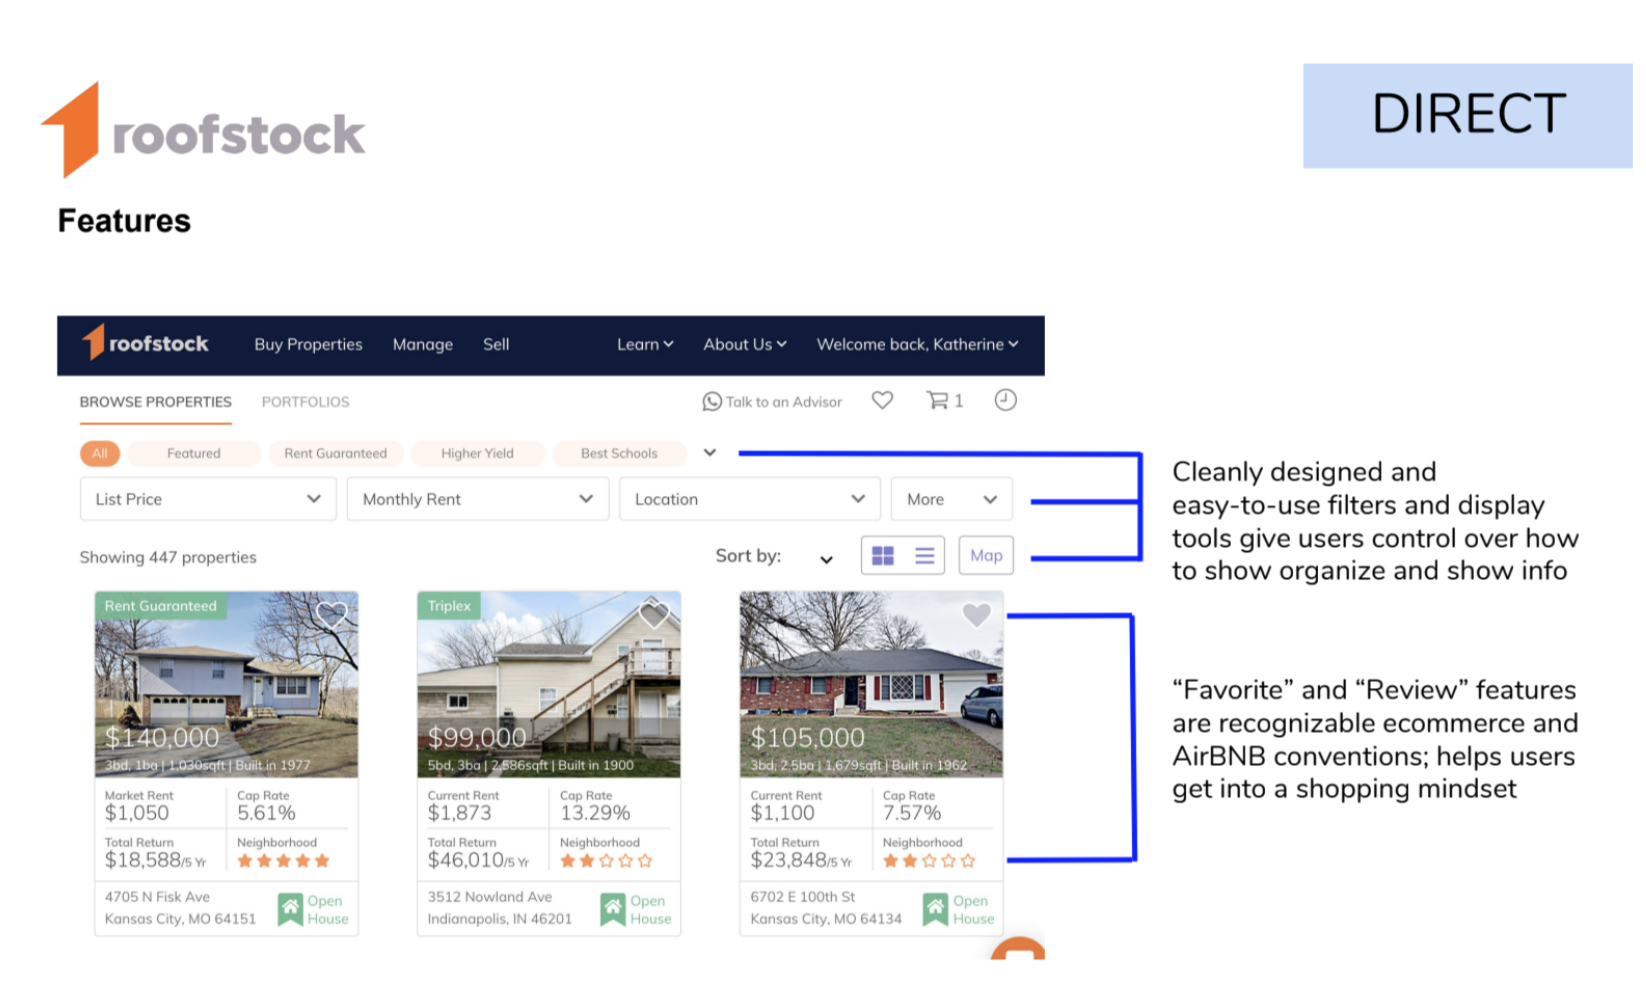 roofstock
DIRECT
Features
roofstock Buy Properties Manage Sell Learn About Us Welcome back, Katherine
BROWSE PROPERTIES PORTFOLIOS Talk to an Advisor 1
All Featured Rent Guaranteed Higher Yield Best Schools
List Price Monthly Rent Location More
Showing 447 properties Sort by: Map
Rent Guaranteed
$140,000
3bd, 1ba | 1,030sqft | Built in 1977
Market Rent Cap Rate
$1,050 5.61%
Total Return Neighborhood
$18,588/5 Yr
4705 N Fisk Ave
Kansas City, MO 64151
Open
House
Triplex
$99,000
5bd, 3ba | 2,586sqft | Built in 1900
Current Rent Cap Rate
$1,873 13.29%
Total Return Neighborhood
$46,010/5 Yr
3512 Nowland Ave
Indianapolis, IN 46201
Open
House
$105,000
3bd, 2.5ba | 1,679sqft | Built in 1962
Current Rent Cap Rate
$1,100 7.57%
Total Return Neighborhood
$23,848/5 Yr
6702 E 100th St
Kansas City, MO 64134
Open
House
Cleanly designed and
easy-to-use filters and display
tools give users control over how
to show organize and show info
“Favorite” and “Review” features
are recognizable ecommerce and
AirBNB conventions; helps users
get into a shopping mindset